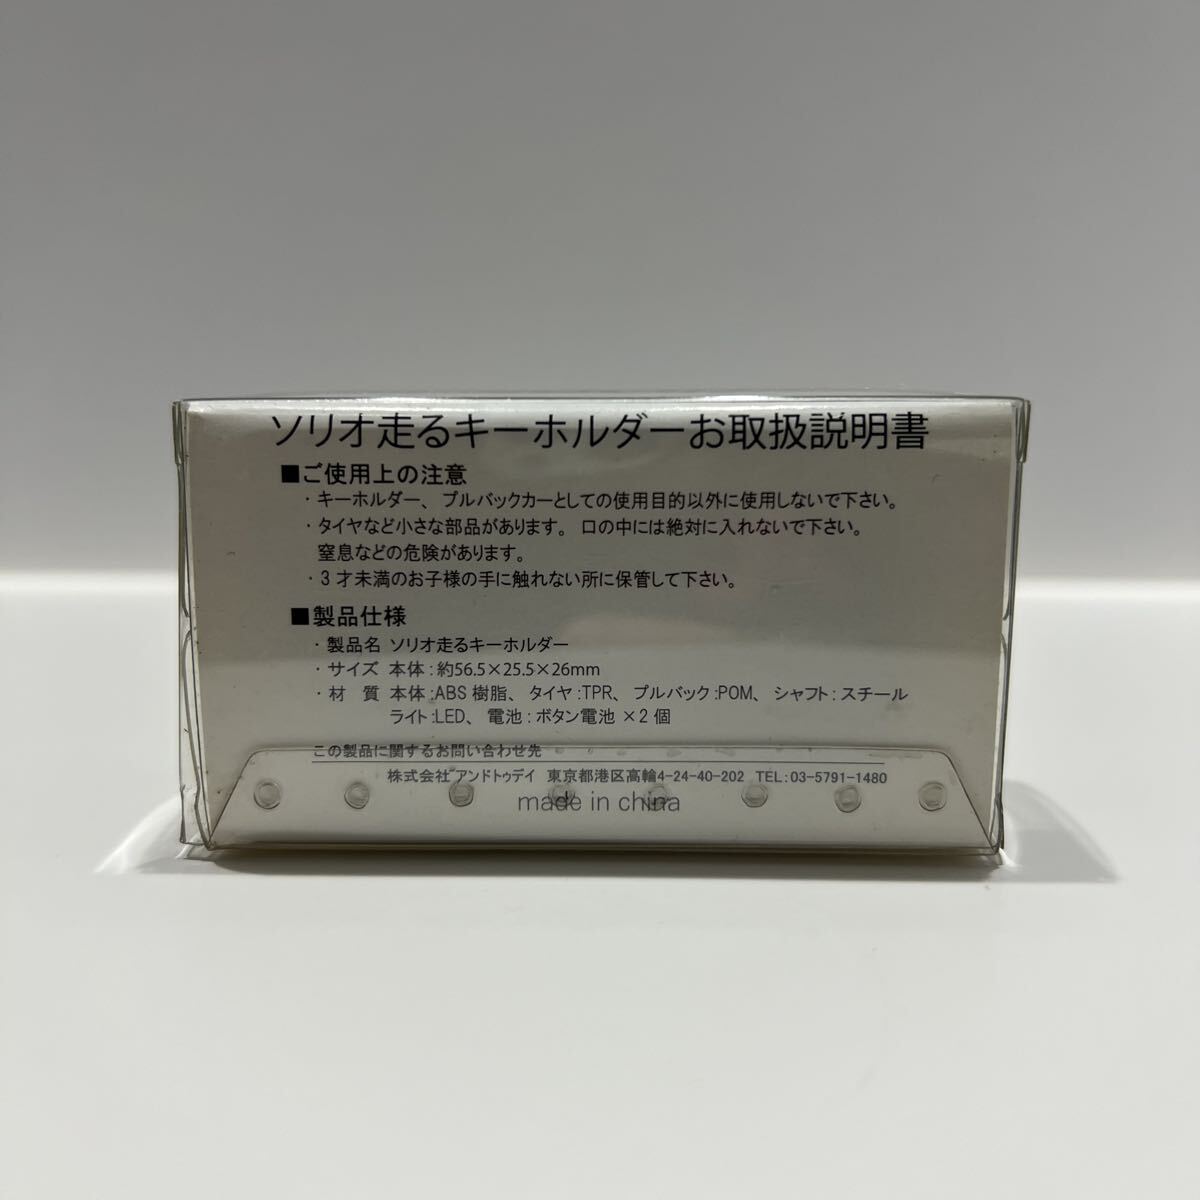 ソリオ走るキーホルダーお取扱説明書
■ご使用上の注意
・キーホルダー、プルバックカーとしての使用目的以外に使用しないで下さい。
・タイヤなど小さな部品があります。口の中には絶対に入れないで下さい。
窒息などの危険があります。
・3才未満のお子様の手に触れない所に保管して下さい。
■製品仕様
・製品名 ソリオ走るキーホルダー
・サイズ 本体:約56.5×25.5×26mm
・材 質 本体:ABS樹脂、タイヤ:TPR、プルバック:POM、シャフト:スチール
ライト:LED、電池:ボタン電池×2個
この製品に関するお問い合わせ先
株式会社アンドトゥデイ 東京都港区高輪4-24-40-202 TEL:03-5791-1480
made in china